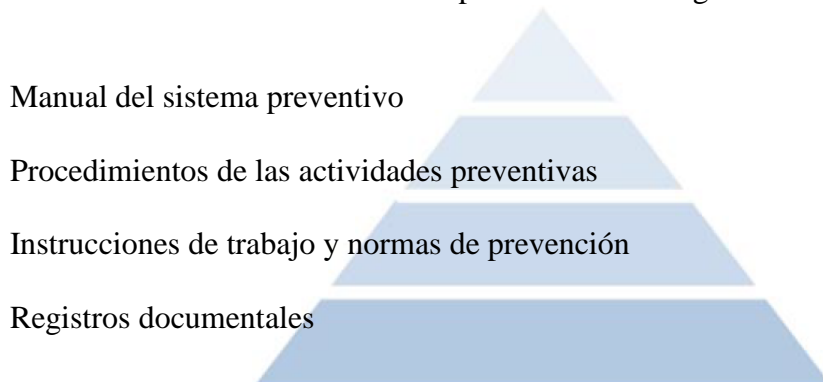 Manual del sistema preventivo
Procedimientos de las actividades preventivas
Instrucciones de trabajo y normas de prevención
Registros documentales